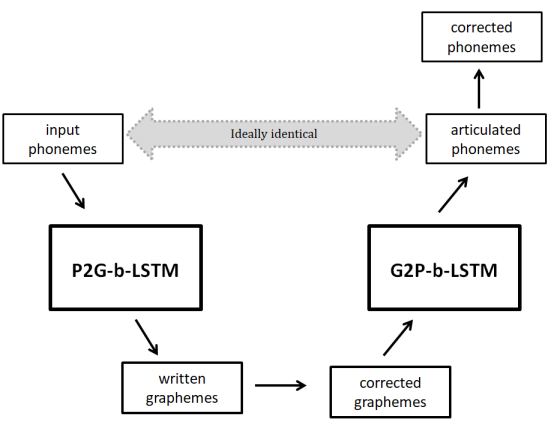 corrected
phonemes
input
phonemes
Ideally identical
articulated
phonemes
P2G-b-LSTM
G2P-b-LSTM
written
graphemes
corrected
graphemes